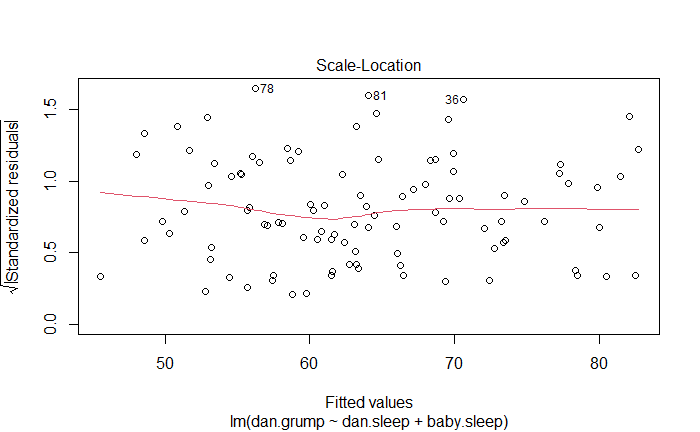 Scale-Location
√|Standardized residuals|
1.5
1.0
0.5
0.0
78
81
36
50
60
70
80
Fitted values
lm(dan.grump ~ dan.sleep + baby.sleep)